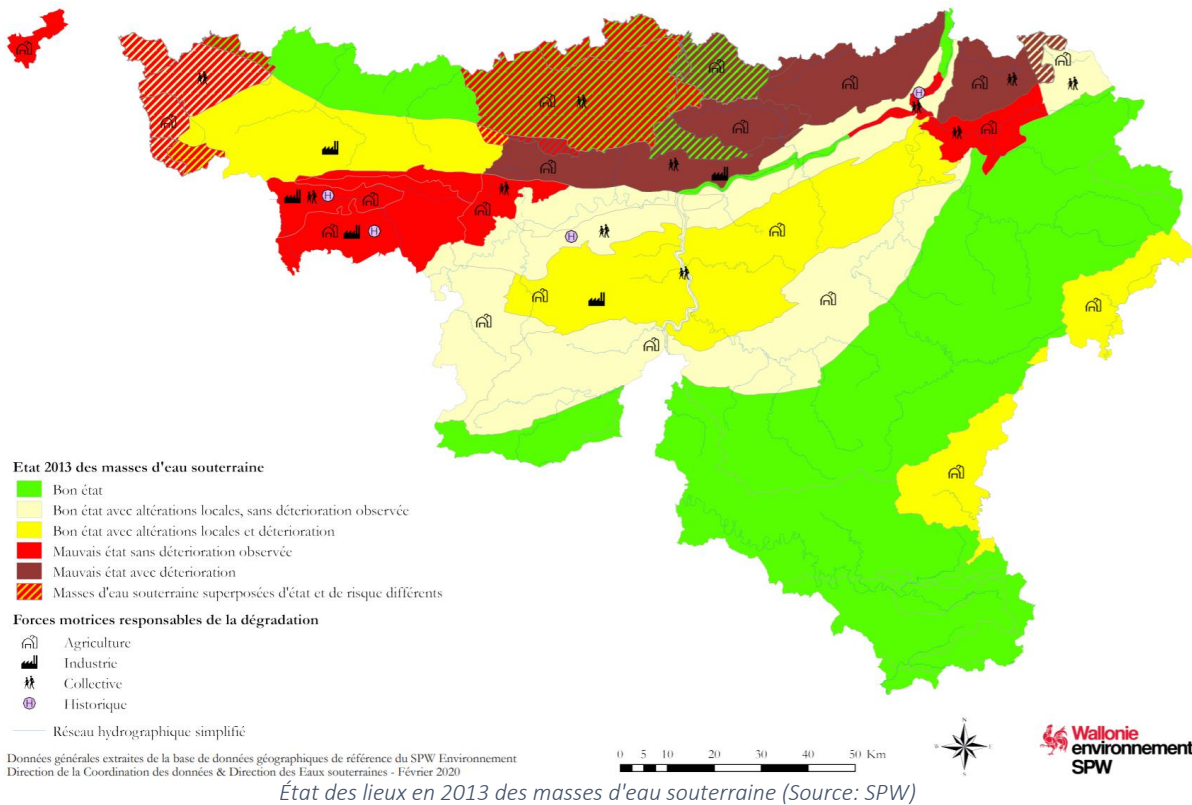 Etat 2013 des masses d'eau souterraine
Bon état
Bon état avec altérations locales, sans détérioration observée
Bon état avec altérations locales et détérioration
Mauvais état sans détérioration observée
Mauvais état avec détérioration
Masses d'eau souterraine superposées d'état et de risque différents
Forces motrices responsables de la dégradation
Agriculture
Industrie
Collective
H Historique
Réseau hydrographique simplifié
Données générales extraites de la base de données géographiques de référence du SPW Environnement
Direction de la Coordination des données & Direction des Eaux souterraines - Février 2020
0 5 10 20 30 40 50 Km
N
W E
S
Wallonie
environnement
SPW
État des lieux en 2013 des masses d'eau souterraine (Source: SPW)
H
H
H
H